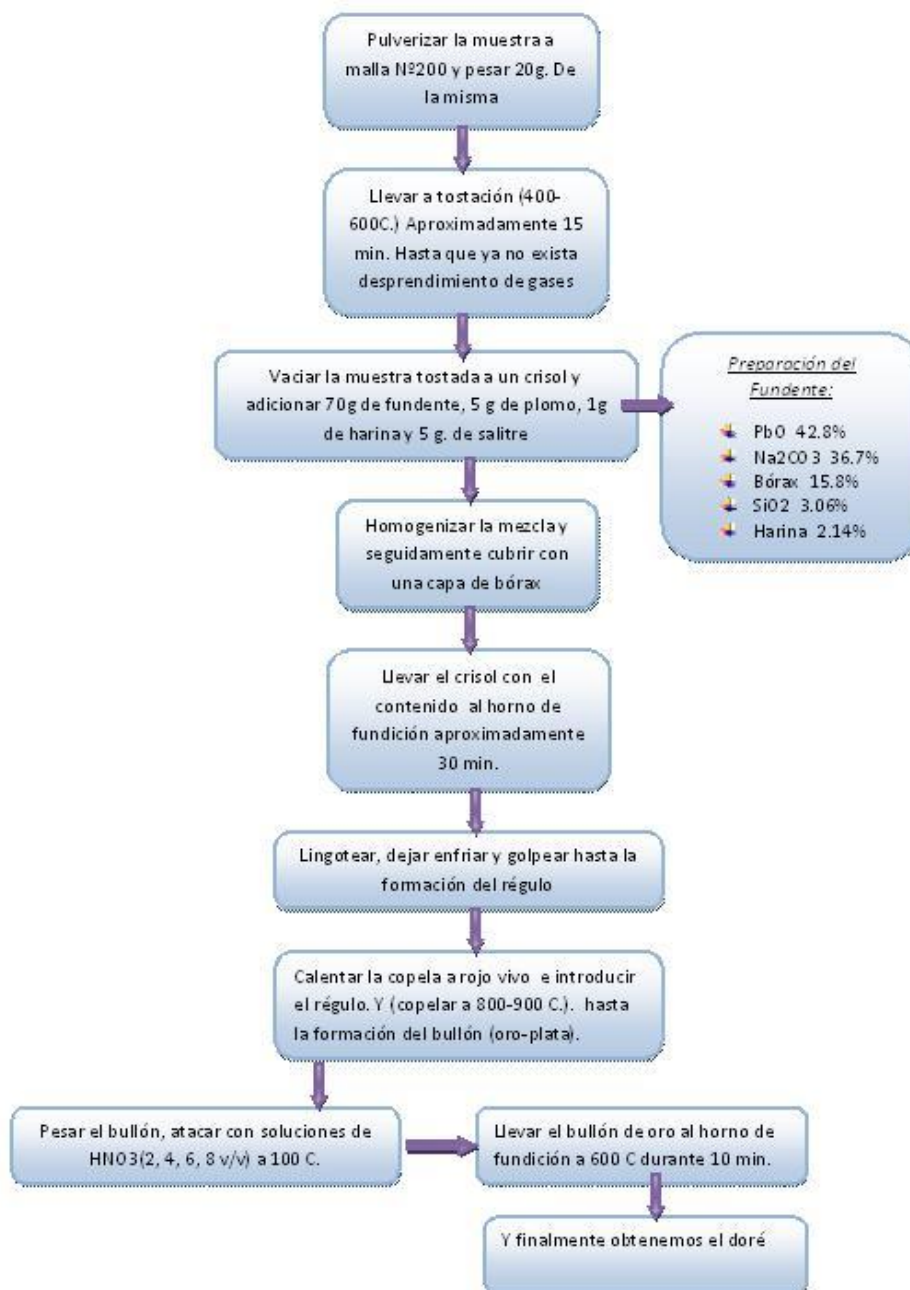 Pulverizar la muestra a
malla Nº200 y pesar 20g. De
la misma
Llevar a tostación (400-
600C.) Aproximadamente 15
min. Hasta que ya no exista
desprendimiento de gases
Vaciar la muestra tostada a un crisol y
adicionar 70g de fundente, 5 g de plomo, 1g
de harina y 5 g. de salitre
Preparación del
Fundente:
PbO 42.8%
Na2CO3 36.7%
Bórax 15.8%
SiO2 3.06%
Harina 2.14%
Homogenizar la mezcla y
seguidamente cubrir con
una capa de bórax
Llevar el crisol con el
contenido al horno de
fundición aproximadamente
30 min.
Lingotear, dejar enfriar y golpear hasta la
formación del régulo
Calentar la copela a rojo vivo e introducir
el régulo. Y (copelar a 800-900 C.). hasta
la formación del bullón (oro-plata).
Pesar el bullón, atacar con soluciones de
HNO3(2, 4, 6, 8 v/v) a 100 C.
Llevar el bullón de oro al horno de
fundición a 600 C durante 10 min.
Y finalmente obtenemos el doré